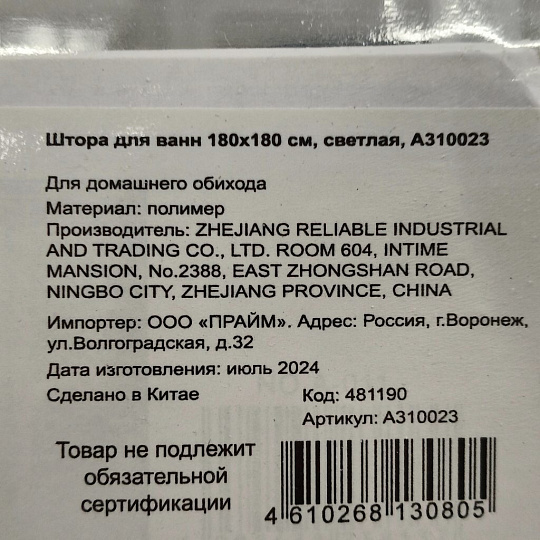 Штора для ванн 180х180 см, светлая, А310023
Для домашнего обихода
Материал: полимер
Производитель: ZHEJIANG RELIABLE INDUSTRIAL
AND TRADING CO., LTD. ROOM 604, INTIME
MANSION, No.2388, EAST ZHONGSHAN ROAD,
NINGBO CITY, ZHEJIANG PROVINCE, CHINA
Импортер: ООО «ПРАЙМ». Адрес: Россия, г.Воронеж,
ул.Волгоградская, д.32
Дата изготовления: июль 2024
Сделано в Китае
Код: 481190
Артикул: А310023
Товар не подлежит
обязательной
сертификации
4 610268 130805